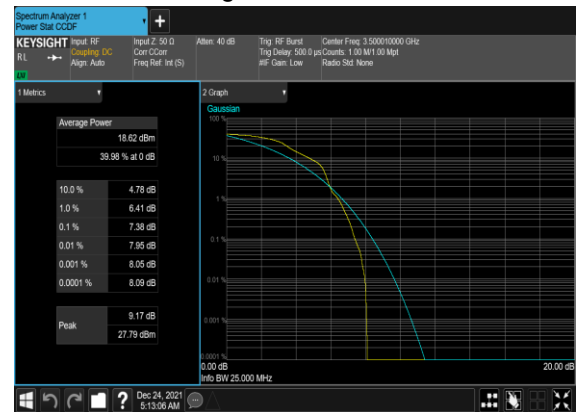 Spectrum Analyzer 1
Power Stat CCDF
+
KEYSIGHT Input: RF Input Z: 50 Ω Atten: 40 dB Trig: RF Burst Center Freq: 3.500010000 GHz
RL Coupling: DC Corr CCorr Trig Delay: 500.0 µs Counts: 1.00 M/1.00 Mpt
Align: Auto Freq Ref: Int (S) #IF Gain: Low Radio Std: None
1 Metrics
2 Graph
Gaussian
Average Power
18.62 dBm
39.98 % at 0 dB
10.0 % 4.78 dB
1.0 % 6.41 dB
0.1 % 7.38 dB
0.01 % 7.95 dB
0.001 % 8.05 dB
0.0001 % 8.09 dB
Peak 9.17 dB
27.79 dBm
100 %
10 %
1 %
0.1 %
0.01 %
0.001 %
0.0001 %
0.00 dB 20.00 dB
Info BW 25.000 MHz
? Dec 24, 2021
5:13:06 AM